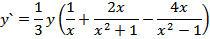 y` = 1/3 y (1/x + 2x/(x² + 1) − 4x/(x² − 1))